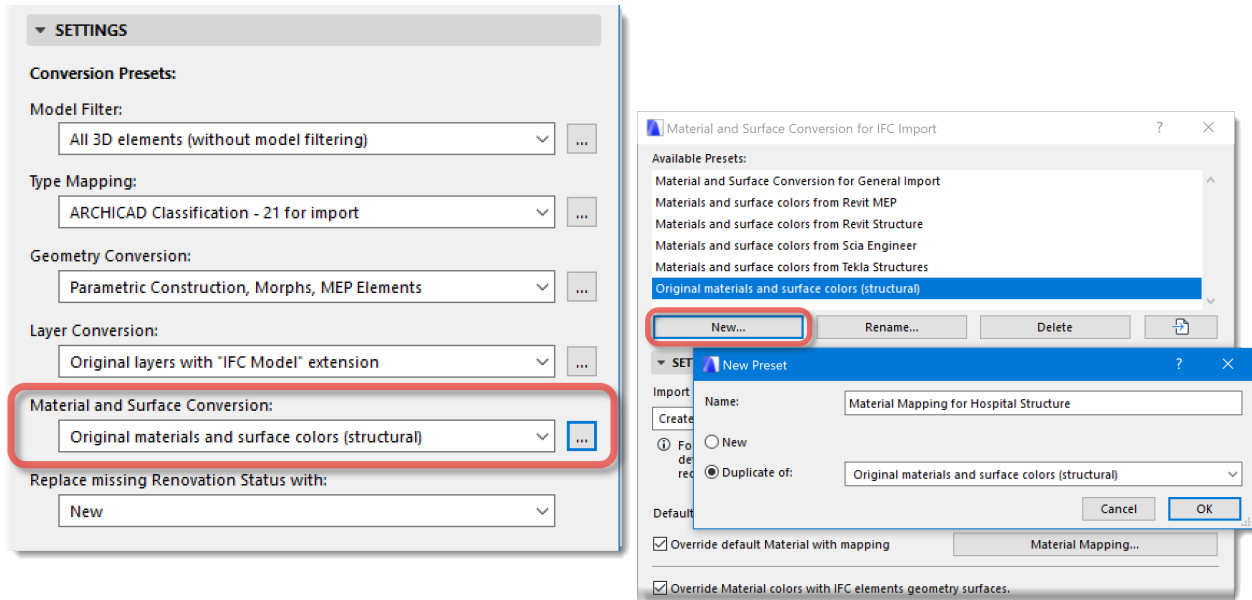 SETTINGS
Conversion Presets:
Model Filter:
All 3D elements (without model filtering)
...
Type Mapping:
ARCHICAD Classification - 21 for import
...
Geometry Conversion:
Parametric Construction, Morphs, MEP Elements
...
Layer Conversion:
Original layers with "IFC Model" extension
...
Material and Surface Conversion:
Original materials and surface colors (structural)
...
Replace missing Renovation Status with:
New
Material and Surface Conversion for IFC Import
?
Available Presets:
Material and Surface Conversion for General Import
Materials and surface colors from Revit MEP
Materials and surface colors from Revit Structure
Materials and surface colors from Scia Engineer
Materials and surface colors from Tekla Structures
Original materials and surface colors (structural)
New... Rename... Delete
SET
Import
Create
Fo
de
rec
Default
New Preset ?
Name: Material Mapping for Hospital Structure
New
Duplicate of: Original materials and surface colors (structural)
Cancel OK
Override default Material with mapping Material Mapping...
Override Material colors with IFC elements geometry surfaces.